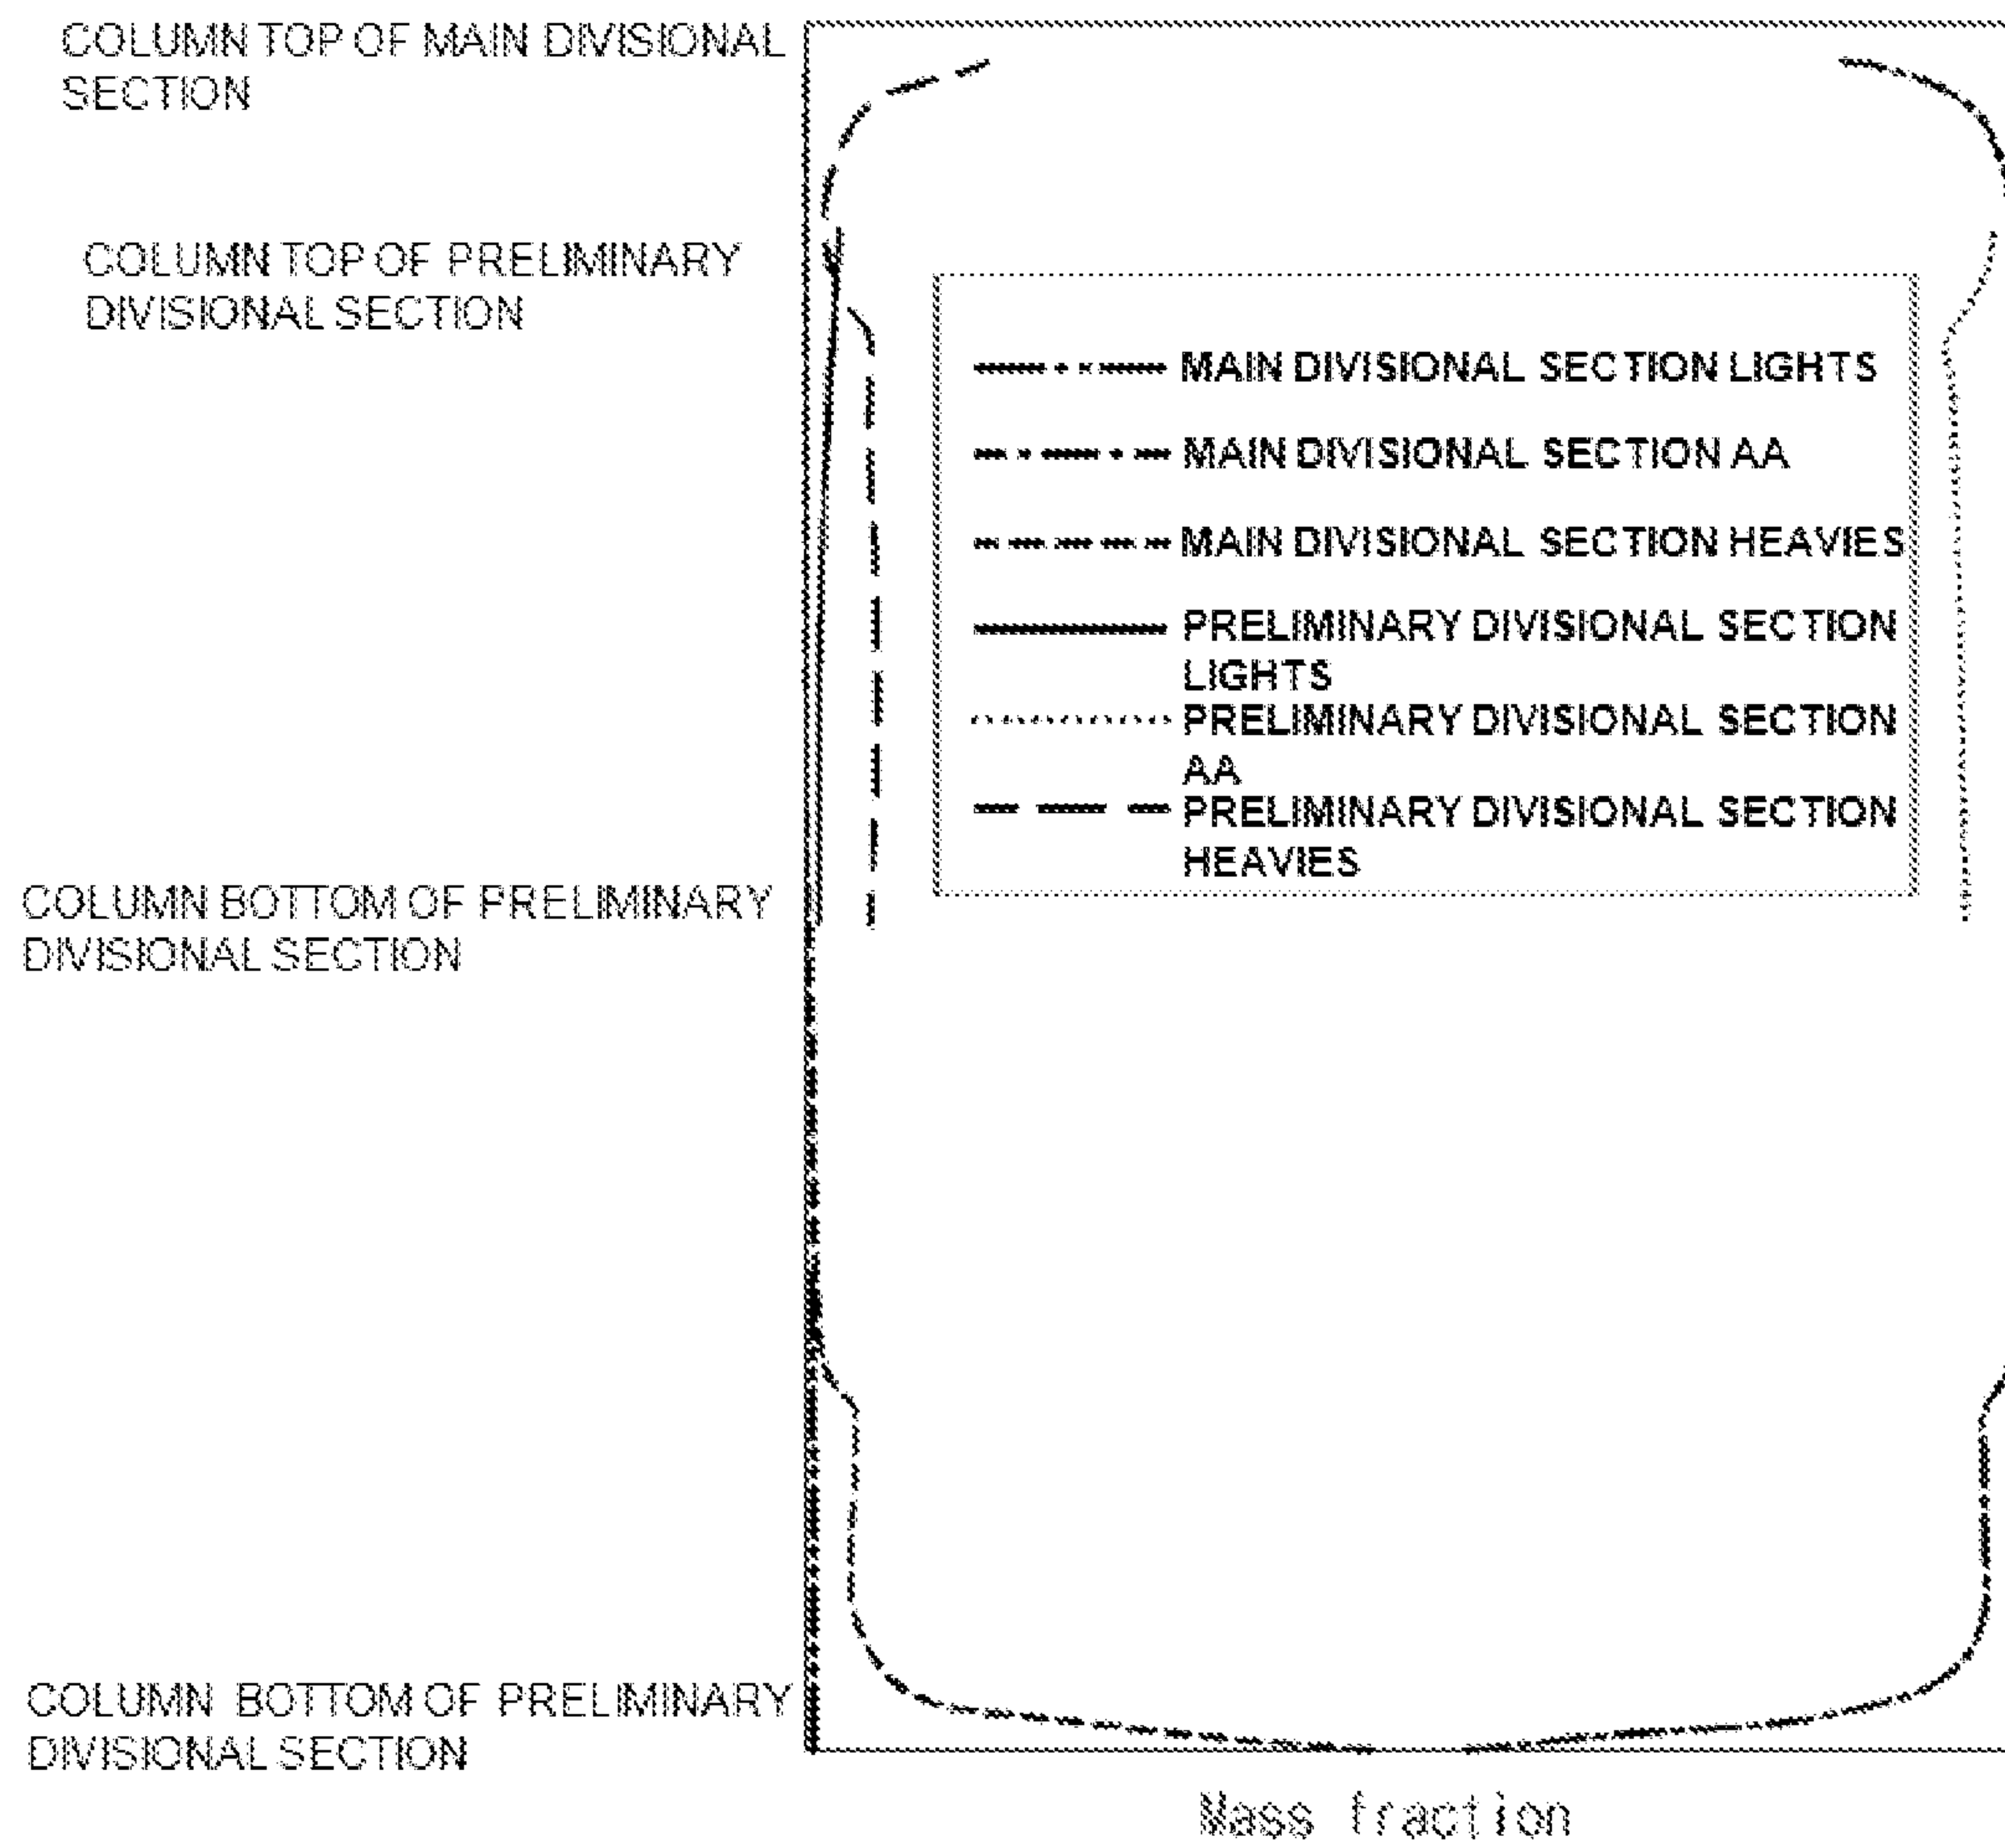 COLUMN TOP OF MAIN DIVISIONAL
SECTION
COLUMN TOP OF PRELIMINARY
DIVISIONAL SECTION
MAIN DIVISIONAL SECTION LIGHTS
MAIN DIVISIONAL SECTION AA
MAIN DIVISIONAL SECTION HEAVIES
PRELIMINARY DIVISIONAL SECTION
LIGHTS
PRELIMINARY DIVISIONAL SECTION
AA
PRELIMINARY DIVISIONAL SECTION
HEAVIES
COLUMN BOTTOM OF PRELIMINARY
DIVISIONAL SECTION
COLUMN BOTTOM OF PRELIMINARY
DIVISIONAL SECTION
Mass fraction